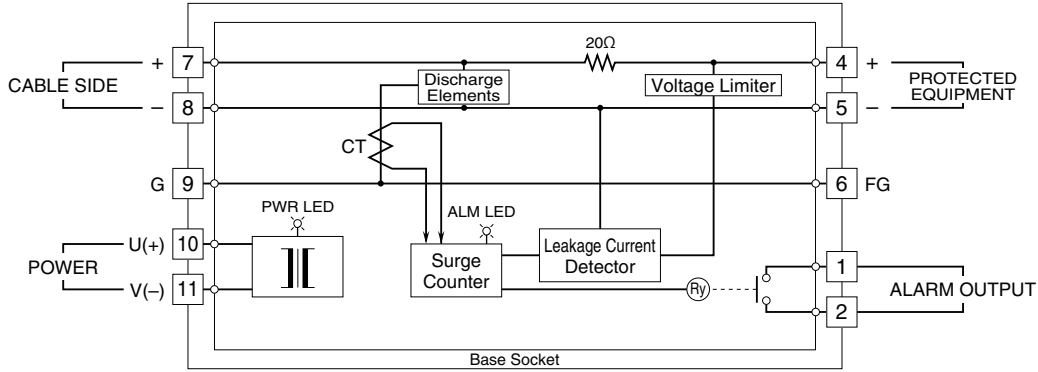 20Ω
+ 7
4 +
CABLE SIDE
Discharge
Elements
Voltage Limiter
PROTECTED
EQUIPMENT
− 8
5 −
CT
G 9
6 FG
PWR LED
ALM LED
U(+) 10
POWER
V(−) 11
Surge
Counter
Leakage Current
Detector
Ry
1
ALARM OUTPUT
2
Base Socket